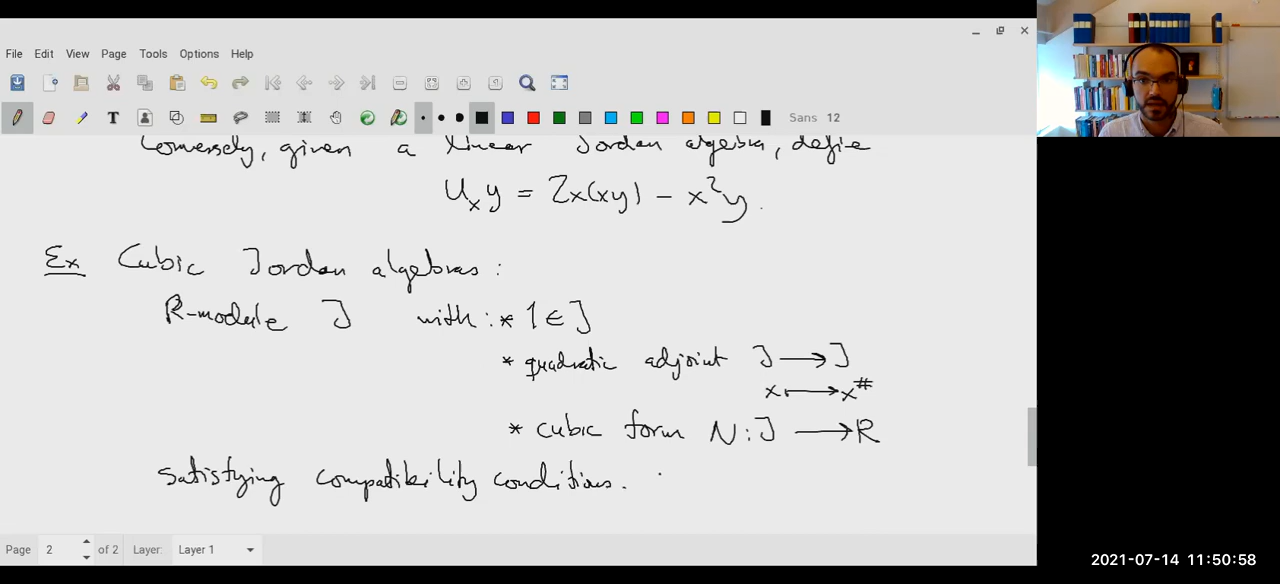 File Edit View Page Tools Options Help
Sans 12
Conversely, given a linear Jordan algebra, define
U_x y = 2x(xy) - x²y.
Ex Cubic Jordan algebras :
R-module J with : * 1 ∈ J
* quadratic adjoint J ⟶ J
x ⟼ x^#
* cubic form N : J ⟶ R
satisfying compatibility conditions.
Page 2 of 2 Layer: Layer 1
2021-07-14 11:50:58